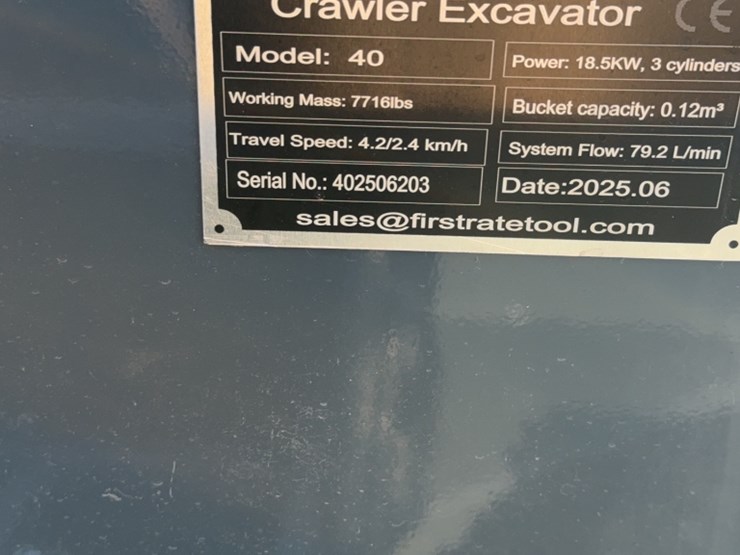 Crawler Excavator CE
Model: 40
Power: 18.5KW, 3 cylinders
Working Mass: 7716lbs
Bucket capacity: 0.12m³
Travel Speed: 4.2/2.4 km/h
System Flow: 79.2 L/min
Serial No.: 402506203
Date:2025.06
sales@firstratetool.com